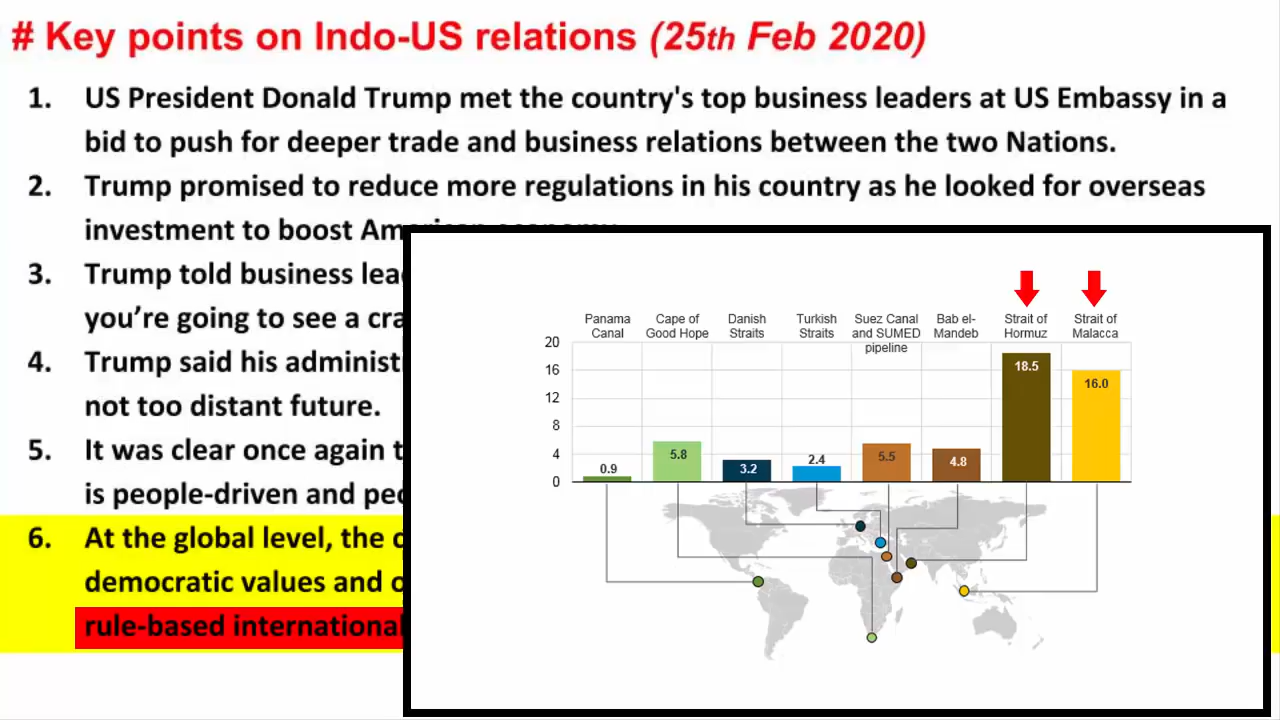 # Key points on Indo-US relations (25th Feb 2020)
1. US President Donald Trump met the country's top business leaders at US Embassy in a
bid to push for deeper trade and business relations between the two Nations.
2. Trump promised to reduce more regulations in his country as he looked for overseas
investment to boost American economy
3. Trump told business lea
you're going to see a cra
4. Trump said his administ
not too distant future.
5. It was clear once again t
is people-driven and peo
6. At the global level, the
democratic values and
rule-based international
Panama
Canal
Cape of
Good Hope
Danish
Straits
Turkish
Straits
Suez Canal
and SUMED
pipeline
Bab el-
Mandeb
Strait of
Hormuz
Strait of
Malacca
20
16
12
8
4
0
0.9
5.8
3.2
2.4
5.5
4.8
18.5
16.0